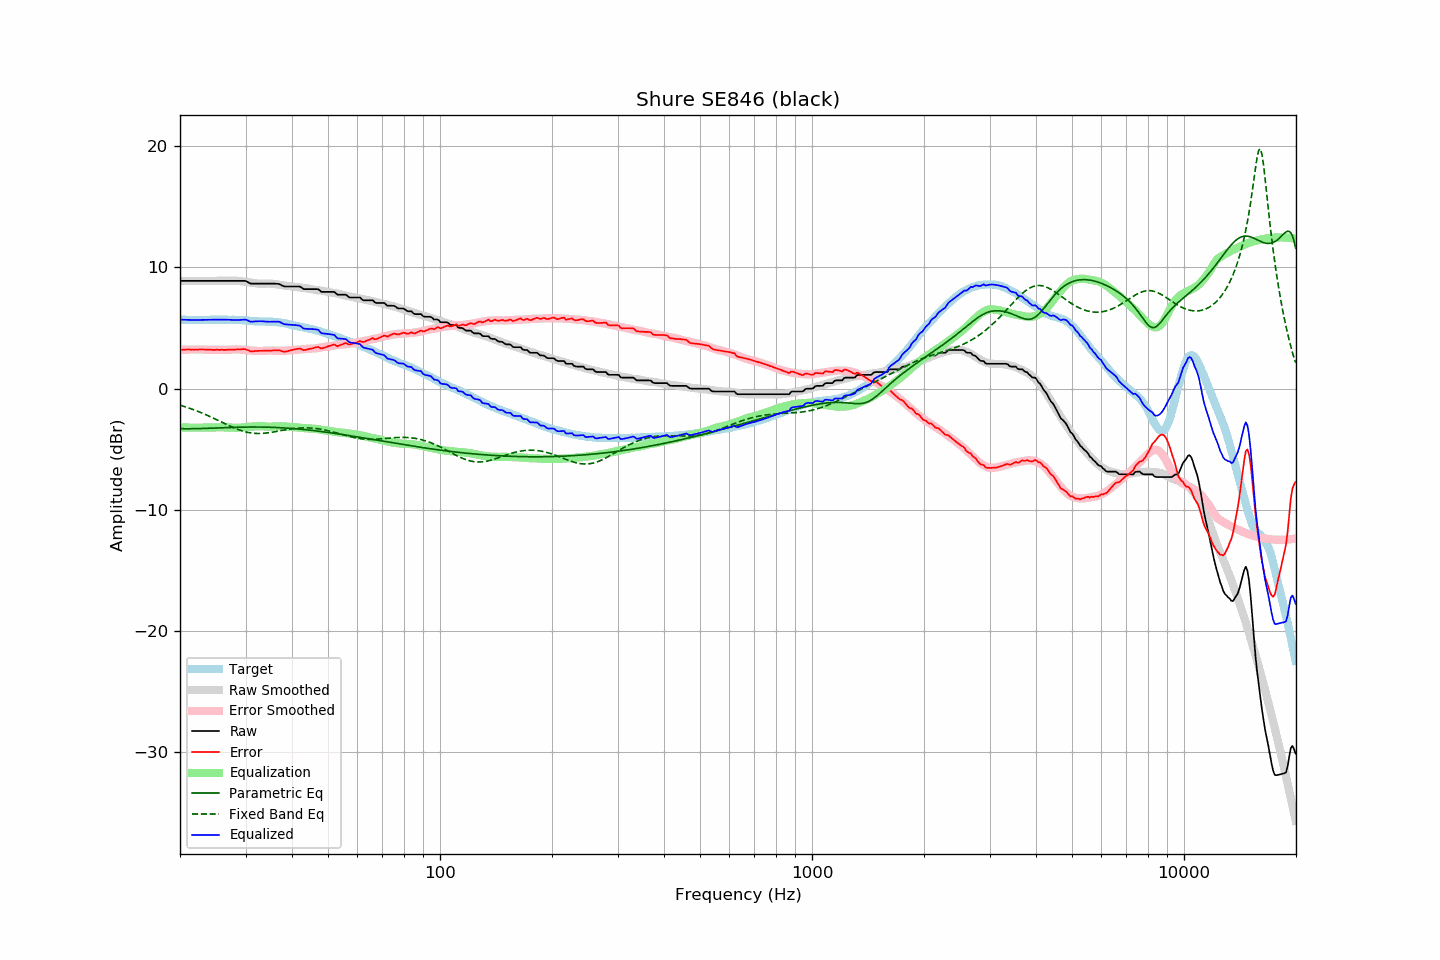 Shure SE846 (black)
Amplitude (dBr)
20
10
0
−10
−20
−30
Target
Raw Smoothed
Error Smoothed
Raw
Error
Equalization
Parametric Eq
Fixed Band Eq
Equalized
100
1000
10000
Frequency (Hz)